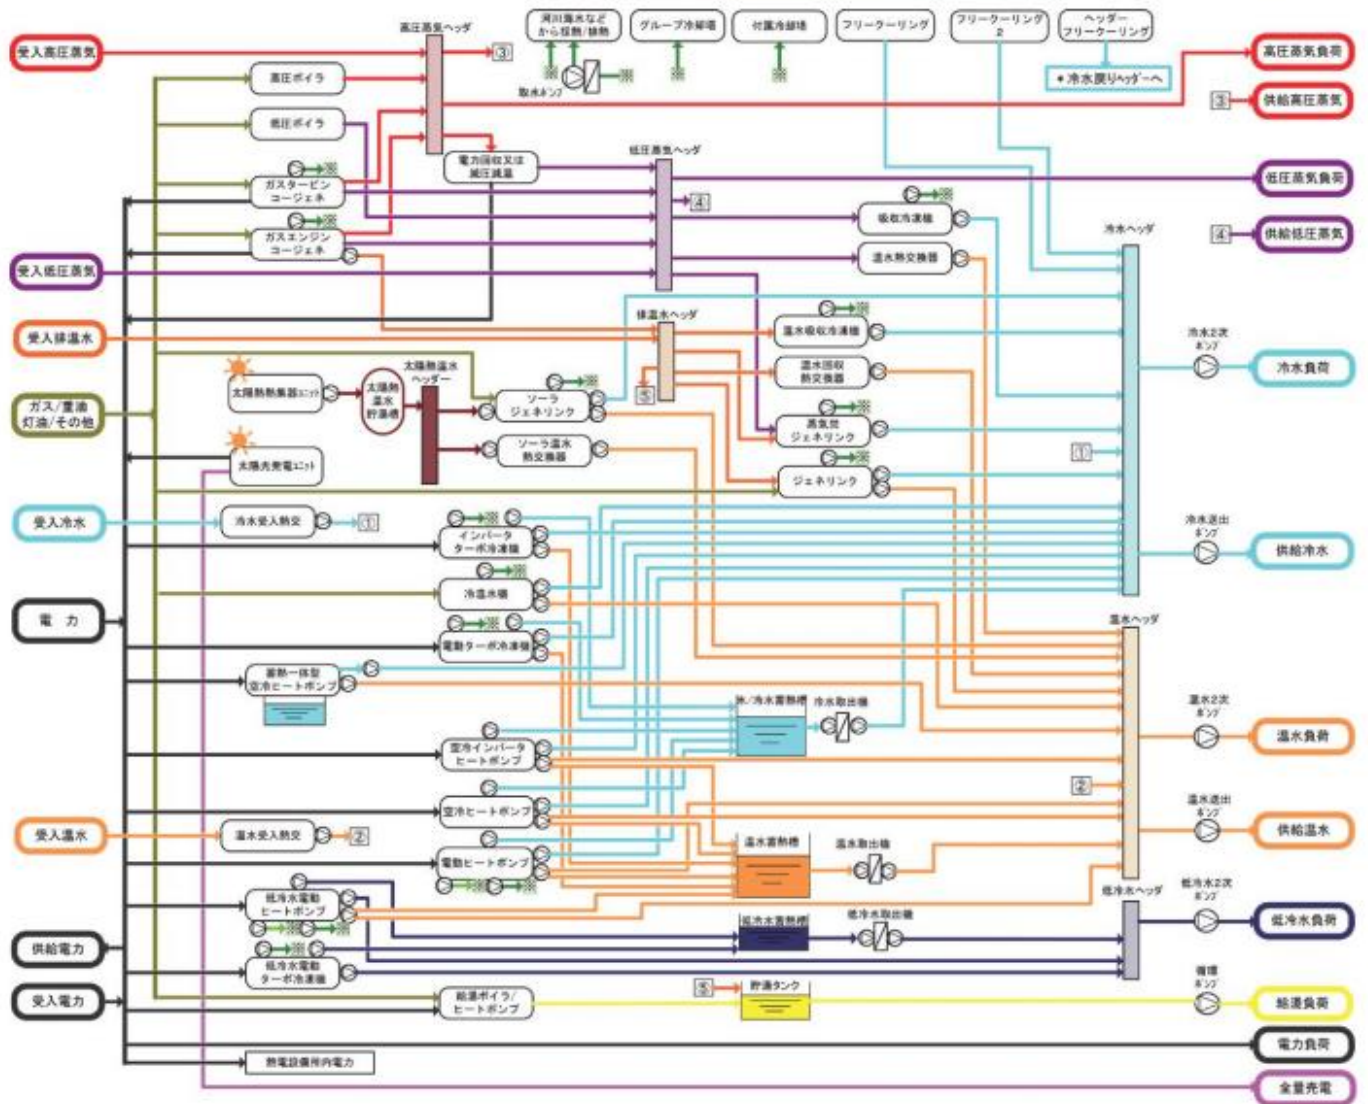 高圧蒸気ヘッダ
河川海水など
から採熱/排熱
グループ冷却塔
付属冷却塔
フリークーリング
フリークーリング
2
ヘッダー
フリークーリング
受入高圧蒸気
③
高圧蒸気負荷
高圧ボイラ
取水ポンプ
*冷水戻りヘッダーへ
③
供給高圧蒸気
低圧ボイラ
電力回収又は
減圧減温
低圧蒸気ヘッダ
低圧蒸気負荷
ガスタービン
コージェネ
④
吸収冷凍機
冷水ヘッダ
④
供給低圧蒸気
ガスエンジン
コージェネ
温水熱交換器
受入低圧蒸気
排温水ヘッダ
受入排温水
温水吸収冷凍機
冷水2次
ポンプ
冷水負荷
太陽熱集熱器ユニット
太陽熱
温水
貯湯槽
太陽熱温水
ヘッダー
温水回収
熱交換器
⑤
ソーラ
ジェネリンク
ガス/重油
灯油/その他
蒸気焚
ジェネリンク
ソーラ温水
熱交換器
①
太陽光発電ユニット
ジェネリンク
受入冷水
冷水受入熱交
①
インバータ
ターボ冷凍機
冷水送出
ポンプ
供給冷水
冷温水機
電力
電動ターボ冷凍機
温水ヘッダ
蓄熱一体型
空冷ヒートポンプ
氷/冷水蓄熱槽
冷水取出機
温水2次
ポンプ
温水負荷
空冷インバータ
ヒートポンプ
②
空冷ヒートポンプ
温水送出
ポンプ
供給温水
受入温水
温水受入熱交
②
温水蓄熱槽
温水取出機
電動ヒートポンプ
低冷水ヘッダ
低冷水2次
ポンプ
低冷水電動
ヒートポンプ
低冷水蓄熱槽
低冷水取出機
低冷水負荷
供給電力
低冷水電動
ターボ冷凍機
循環
ポンプ
受入電力
給湯ボイラ/
ヒートポンプ
⑤
貯湯タンク
給湯負荷
電力負荷
熱電設備所内電力
全量売電